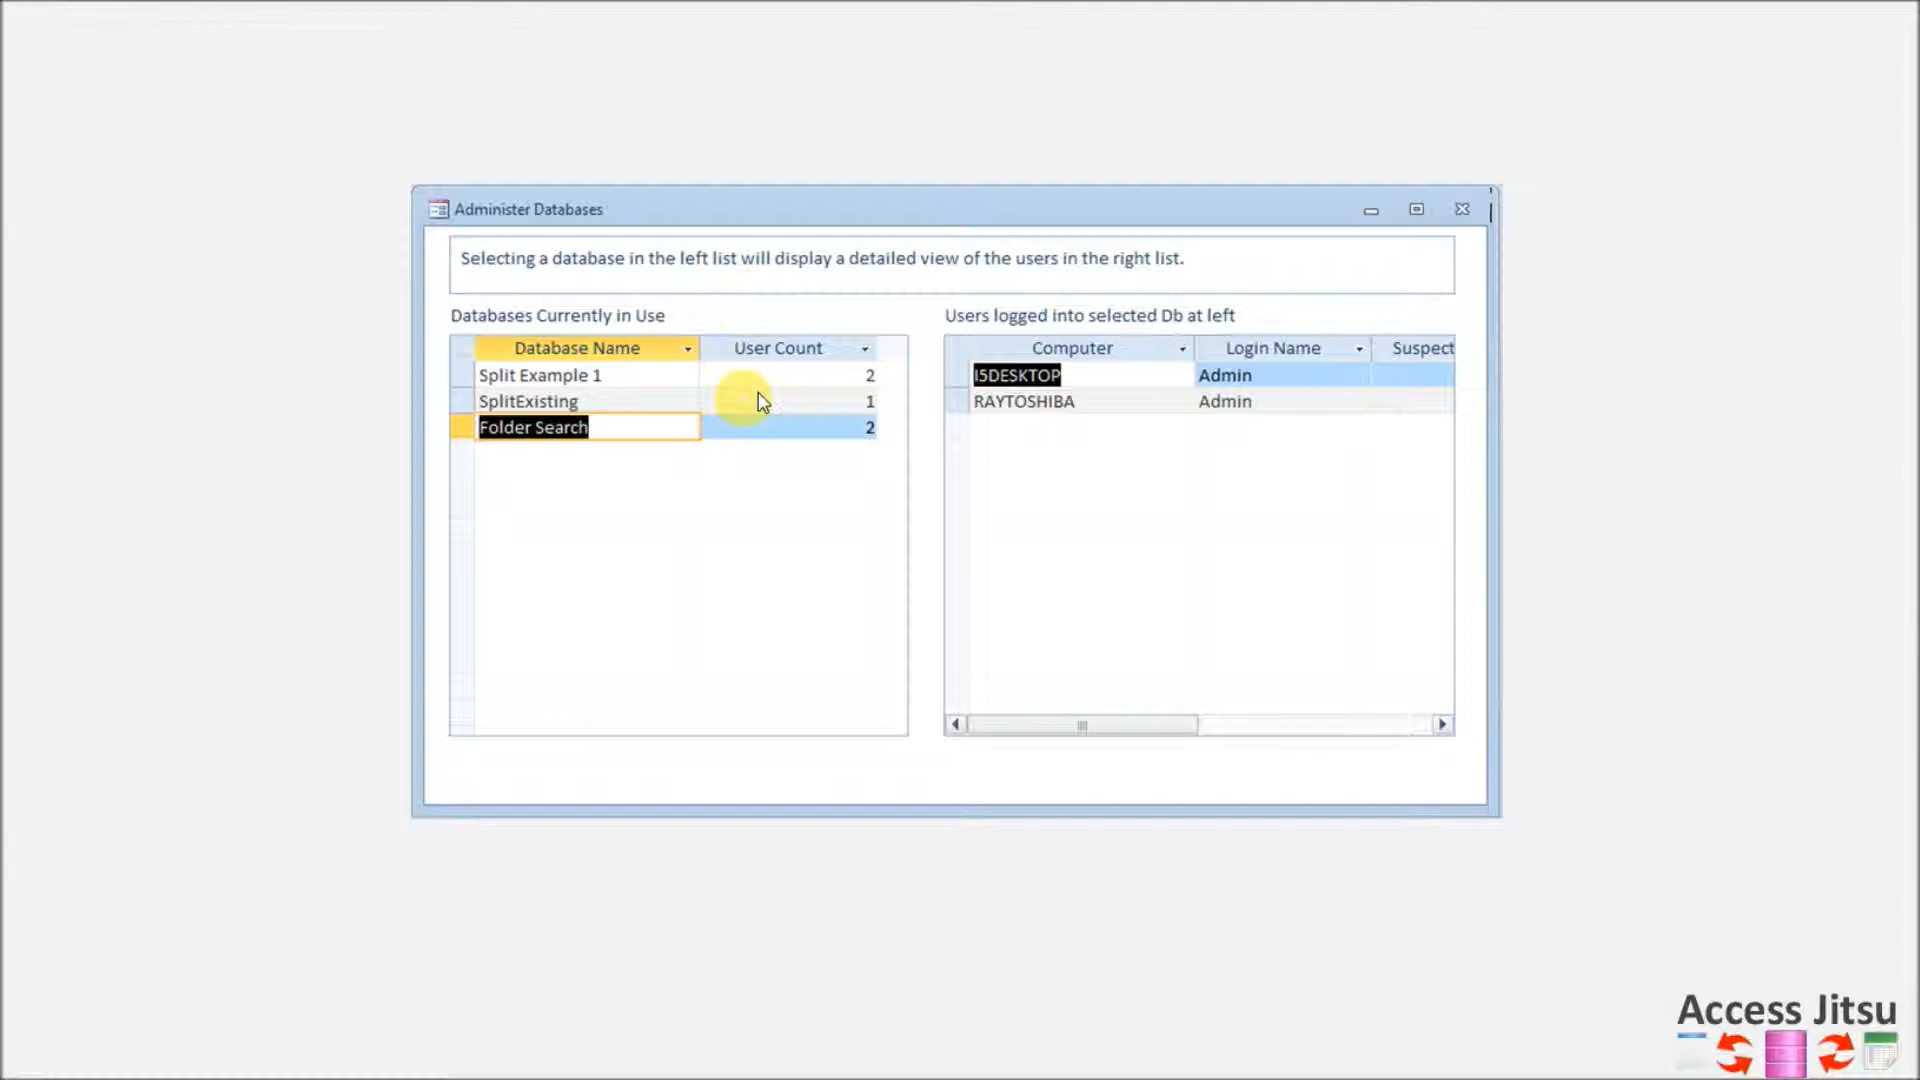 Administer Databases
Selecting a database in the left list will display a detailed view of the users in the right list.
Databases Currently in Use
Database Name User Count
Split Example 1 2
SplitExisting 1
Folder Search 2
Users logged into selected Db at left
Computer Login Name Suspect
I5DESKTOP Admin
RAYTOSHIBA Admin
Access Jitsu